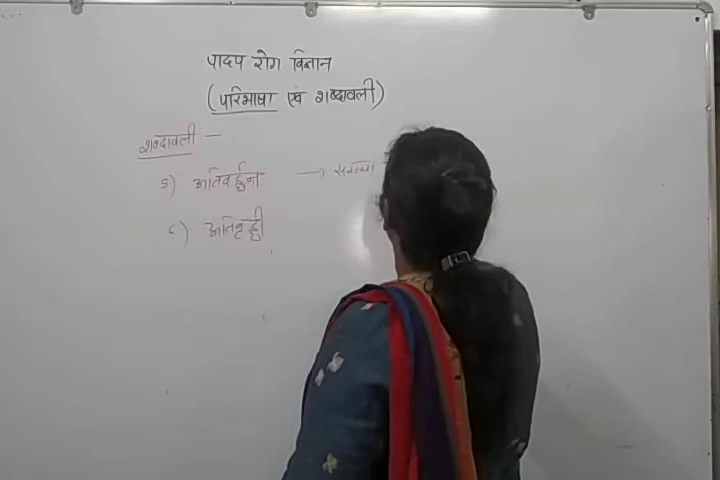 पादप रोग विज्ञान
(परिभाषा एवं शब्दावली)
शब्दावली —
5) अतिवर्द्धन →
6) अतिवृद्धी